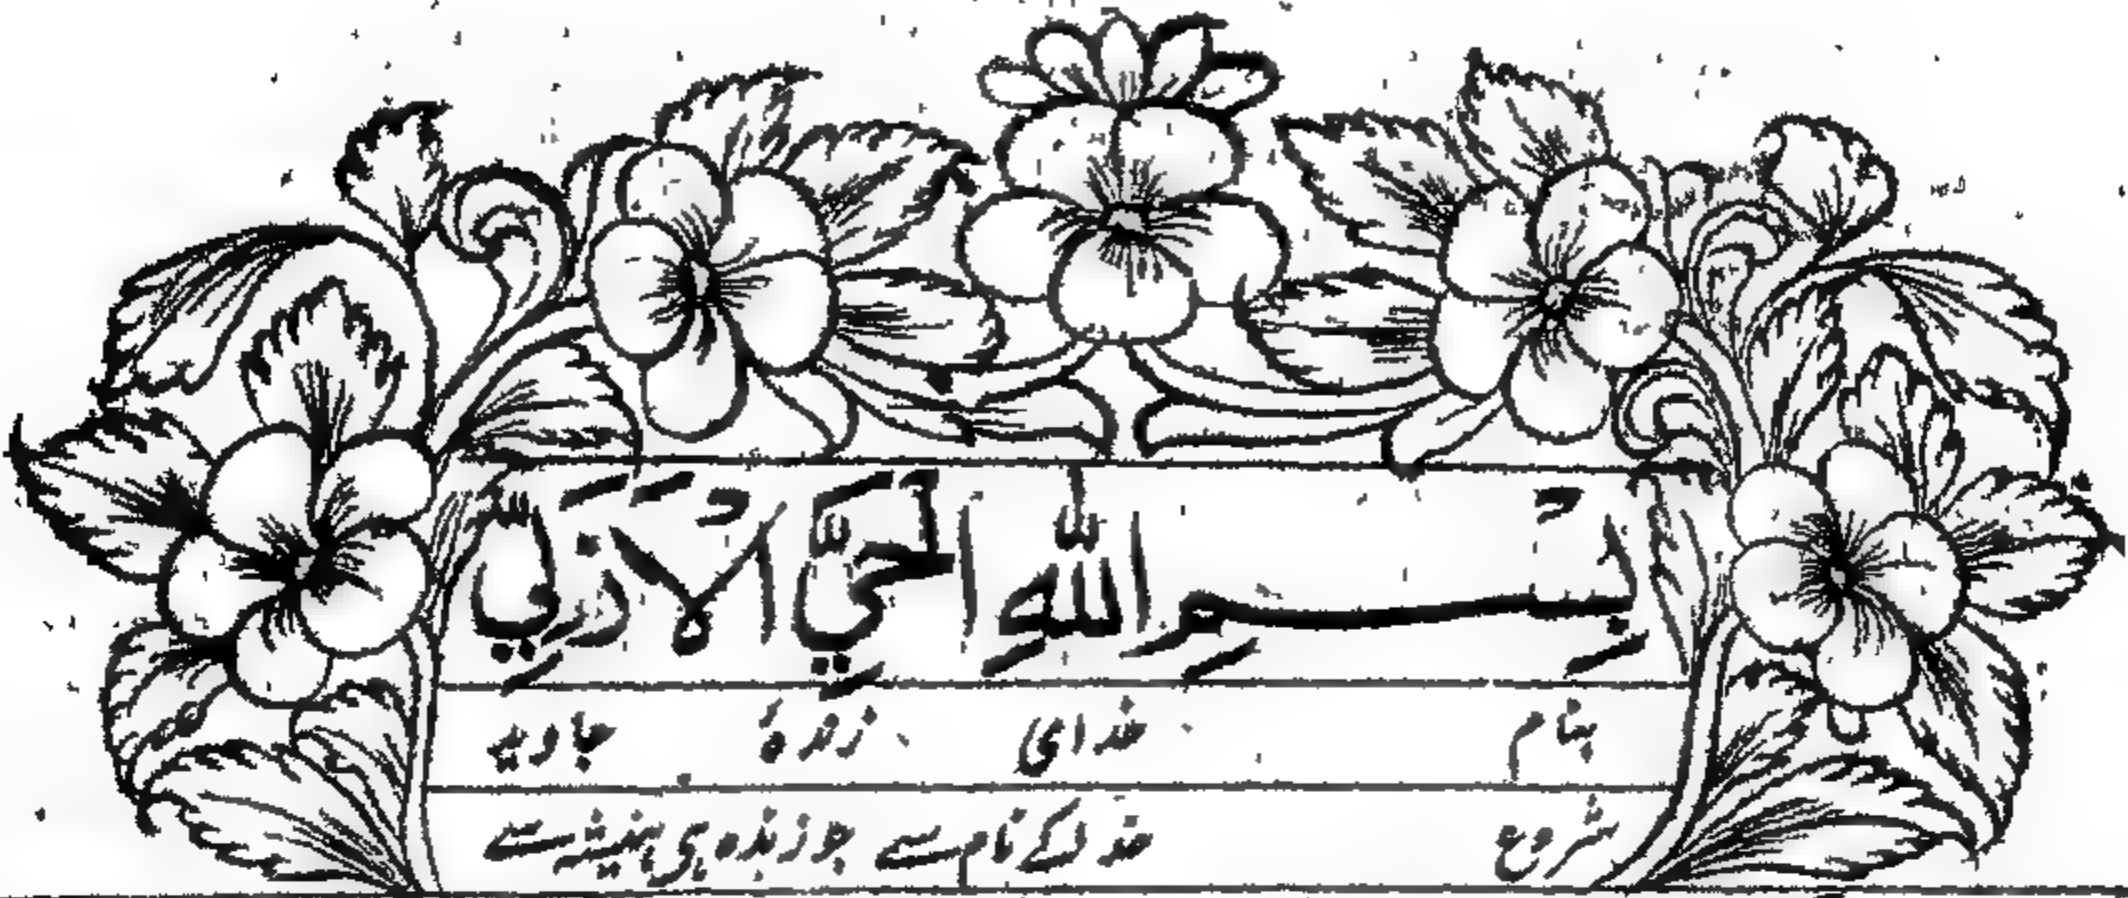 بِسْمِ اللّٰهِ الْحَيِّ الْاَزَلِيِّ
بنام خدای زندهٔ جاوید
شروع خدا کے نام سے جو زندہ ہی ہمیشہ سے